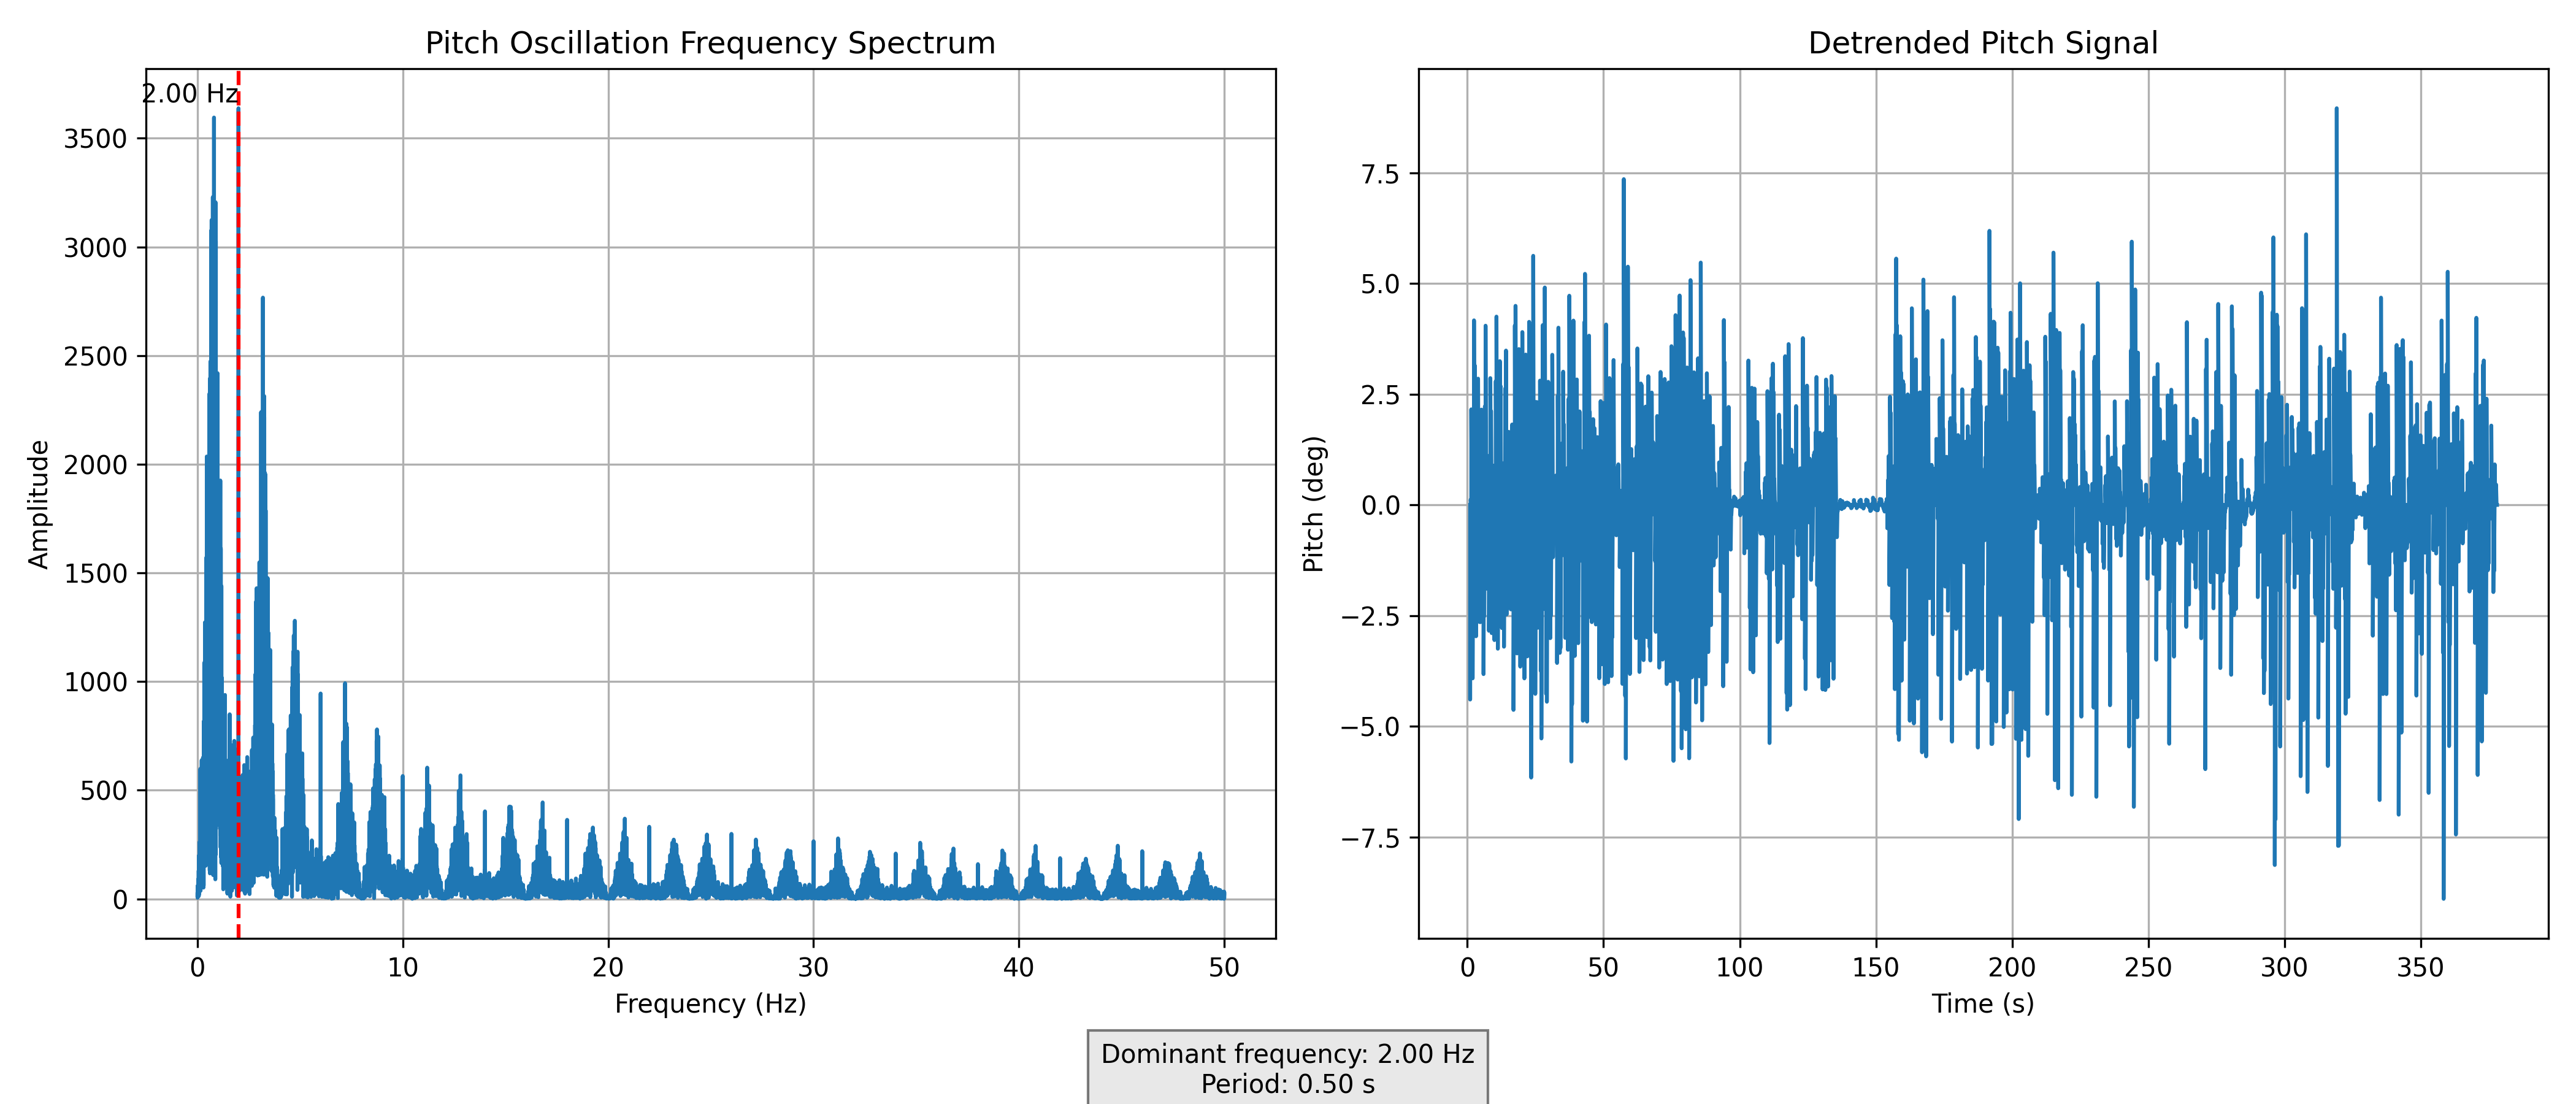 Pitch Oscillation Frequency Spectrum
2.00 Hz
3500
3000
2500
2000
1500
1000
500
0
Amplitude
0 10 20 30 40 50
Frequency (Hz)
Detrended Pitch Signal
7.5
5.0
2.5
0.0
−2.5
−5.0
−7.5
Pitch (deg)
0 50 100 150 200 250 300 350
Time (s)
Dominant frequency: 2.00 Hz
Period: 0.50 s